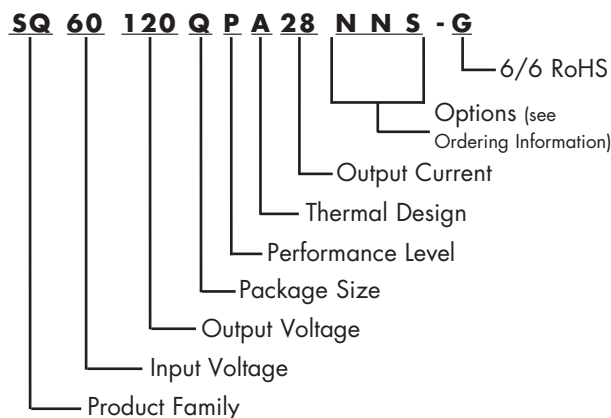 SQ 60 120 Q P A 28 N N S - G
6/6 RoHS
Options (see
Ordering Information)
Output Current
Thermal Design
Performance Level
Package Size
Output Voltage
Input Voltage
Product Family